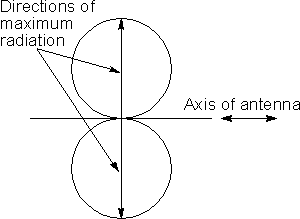 Directions of
maximum
radiation
Axis of antenna